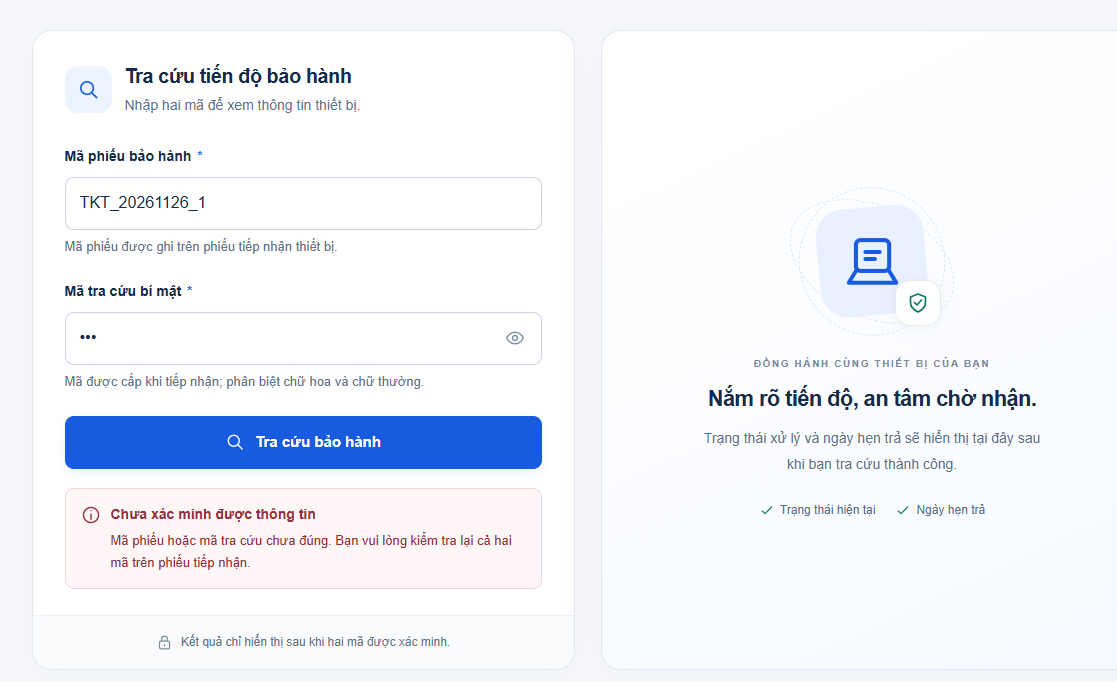 Tra cứu tiến độ bảo hành
Nhập hai mã để xem thông tin thiết bị.
Mã phiếu bảo hành *
TKT_20261126_1
Mã phiếu được ghi trên phiếu tiếp nhận thiết bị.
Mã tra cứu bí mật *
•••
Mã được cấp khi tiếp nhận; phân biệt chữ hoa và chữ thường.
Tra cứu bảo hành
Chưa xác minh được thông tin
Mã phiếu hoặc mã tra cứu chưa đúng. Bạn vui lòng kiểm tra lại cả hai
mã trên phiếu tiếp nhận.
Kết quả chỉ hiển thị sau khi hai mã được xác minh.
ĐỒNG HÀNH CÙNG THIẾT BỊ CỦA BẠN
Nắm rõ tiến độ, an tâm chờ nhận.
Trạng thái xử lý và ngày hẹn trả sẽ hiển thị tại đây sau
khi bạn tra cứu thành công.
Trạng thái hiện tại
Ngày hẹn trả